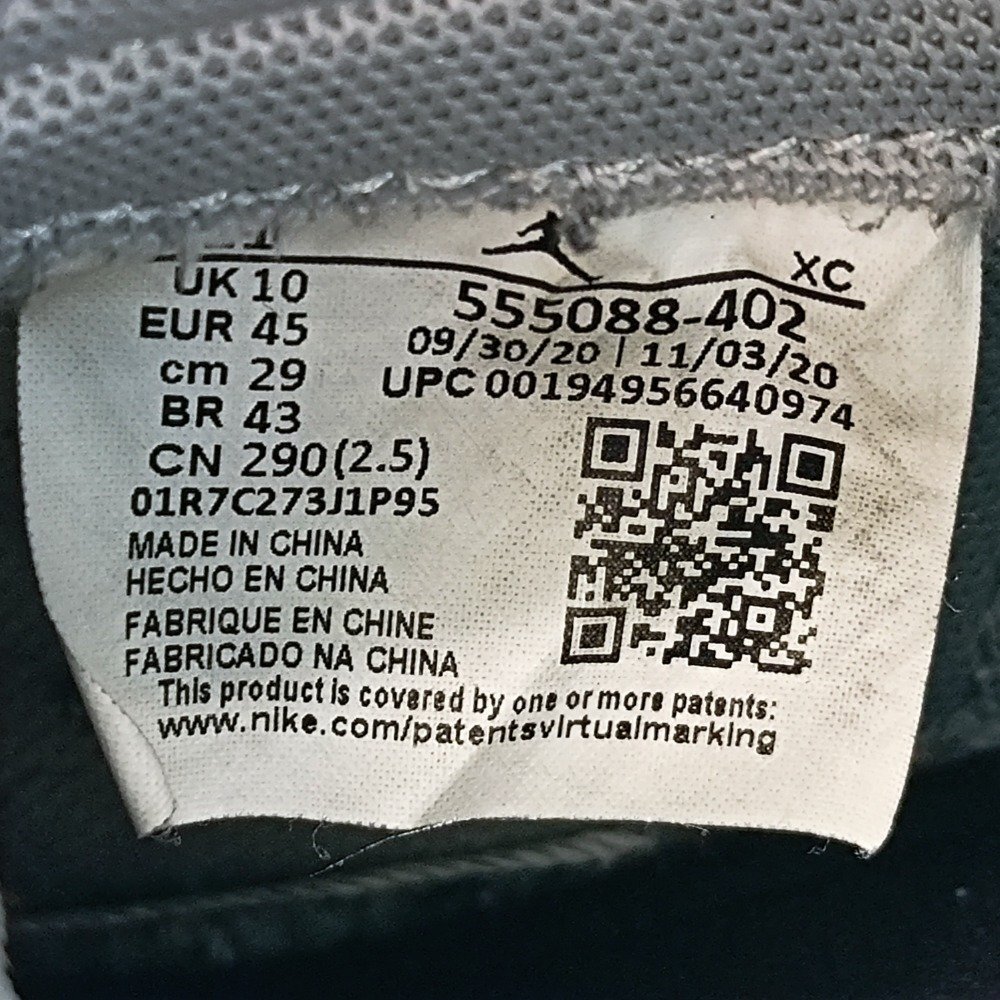 UK 10
EUR 45
cm 29
BR 43
CN 290(2.5)
01R7C273J1P95
MADE IN CHINA
HECHO EN CHINA
FABRIQUE EN CHINE
FABRICADO NA CHINA
XC
555088-402
09/30/20 | 11/03/20
UPC 00194956640974
This product is covered by one or more patents:
www.nike.com/patentsvirtualmarking